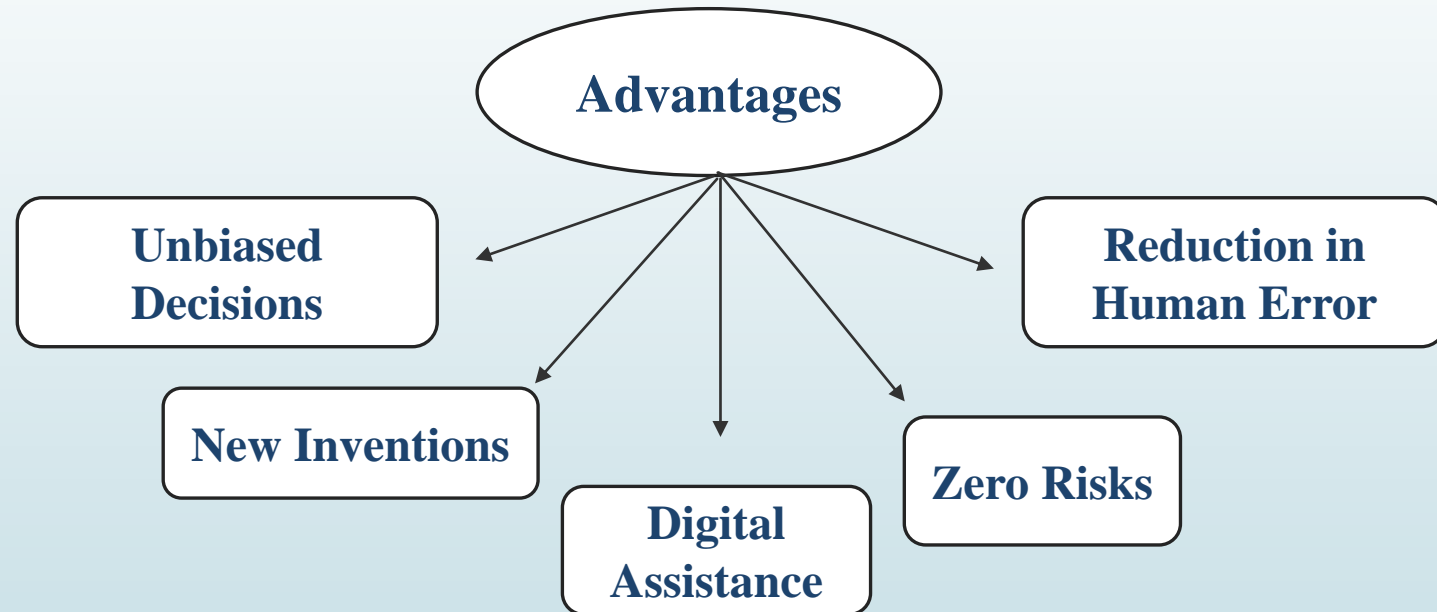 Advantages
Unbiased
Decisions
Reduction in
Human Error
New Inventions
Zero Risks
Digital
Assistance